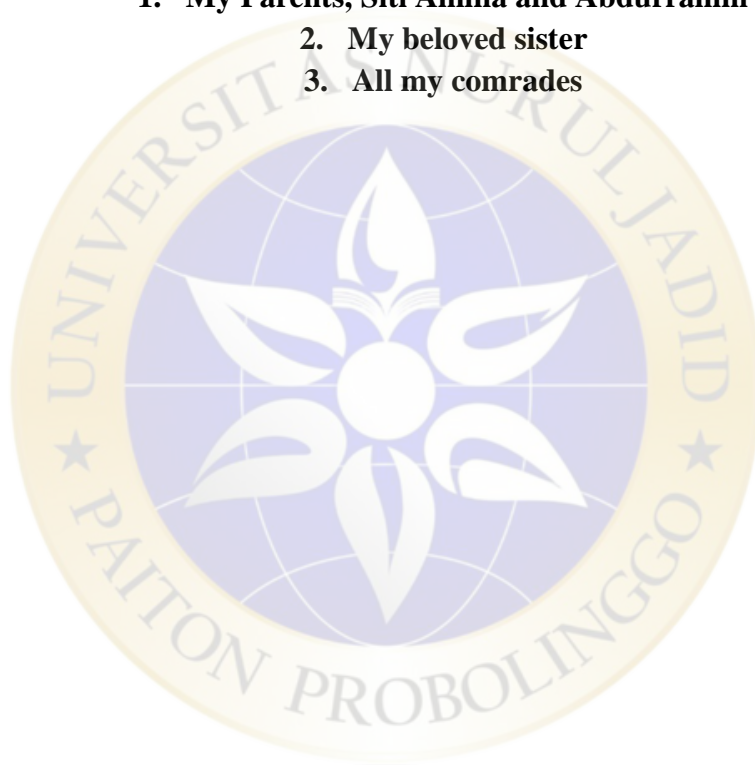 1. My Parents, Siti and
2. My beloved sister
3. All my comrades
UNIVERSITAS NURUL JADID
★ PAITON PROBOLINGGO ★